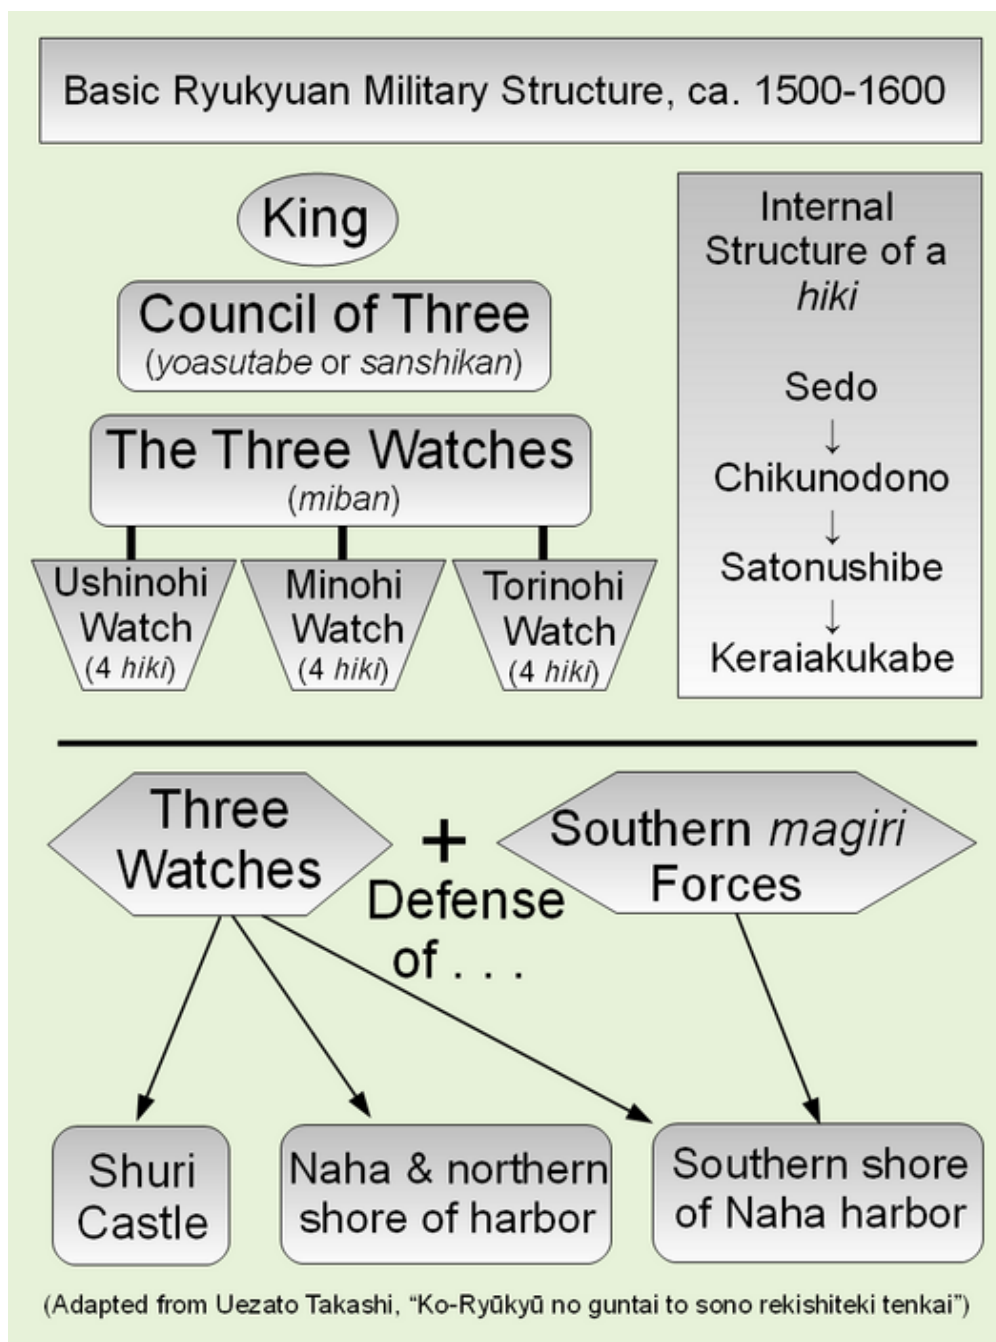 Basic Ryukyuan Military Structure, ca. 1500-1600
King
Council of Three
(yoasutabe or sanshikan)
The Three Watches
(miban)
Ushinohi
Watch
(4 hiki)
Minohi
Watch
(4 hiki)
Torinohi
Watch
(4 hiki)
Internal
Structure of a
hiki
Sedo
↓
Chikunodono
↓
Satonushibe
↓
Keraiakukabe
Three
Watches
+
Defense
of . . .
Southern magiri
Forces
Shuri
Castle
Naha & northern
shore of harbor
Southern shore
of Naha harbor
(Adapted from Uezato Takashi, “Ko-Ryūkyū no guntai to sono rekishiteki tenkai”)